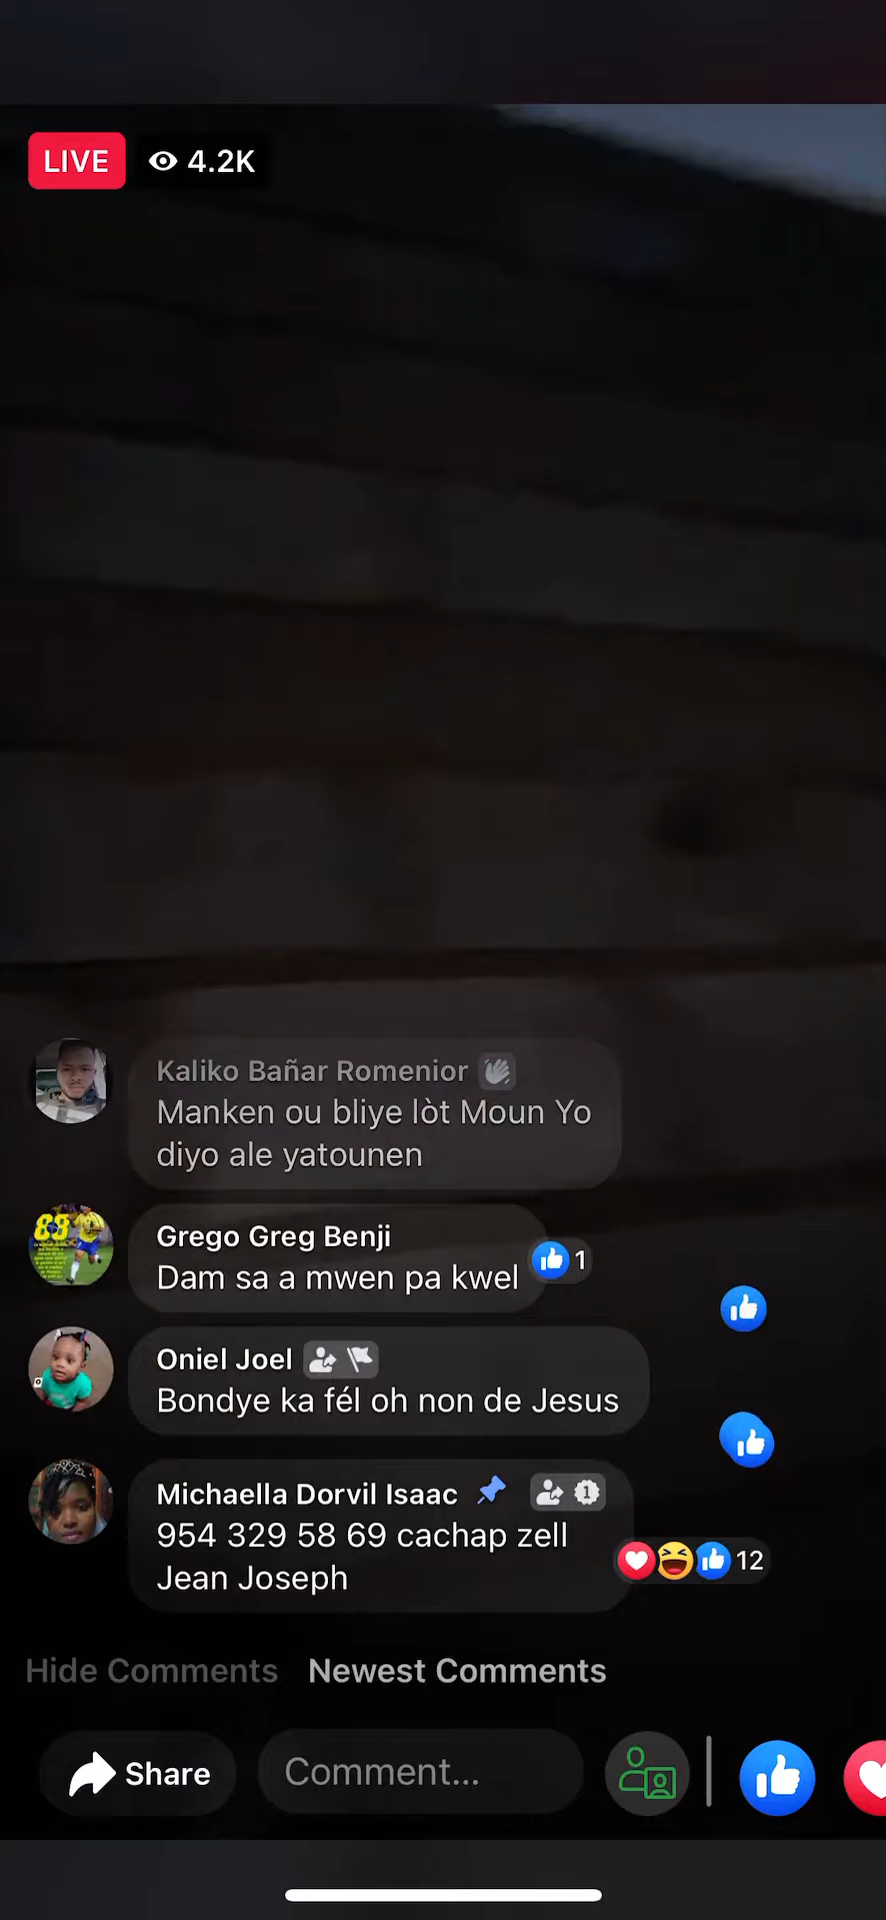 LIVE 4.2K
Kaliko Bañar Romenior
Manken ou bliye lòt Moun Yo
diyo ale yatounen
88
Grego Greg Benji
Dam sa a mwen pa kwel
1
Oniel Joel
Bondye ka fél oh non de Jesus
Michaella Dorvil Isaac 1
954 329 58 69 cachap zell
Jean Joseph
12
Hide Comments Newest Comments
Share Comment...